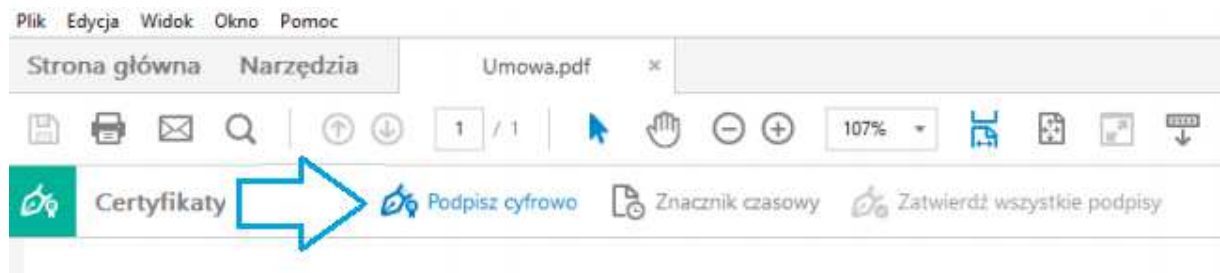 Plik Edycja Widok Okno Pomoc
Strona główna Narzędzia Umowa.pdf ×
1 / 1 107%
Certyfikaty Podpisz cyfrowo Znacznik czasowy Zatwierdź wszystkie podpisy